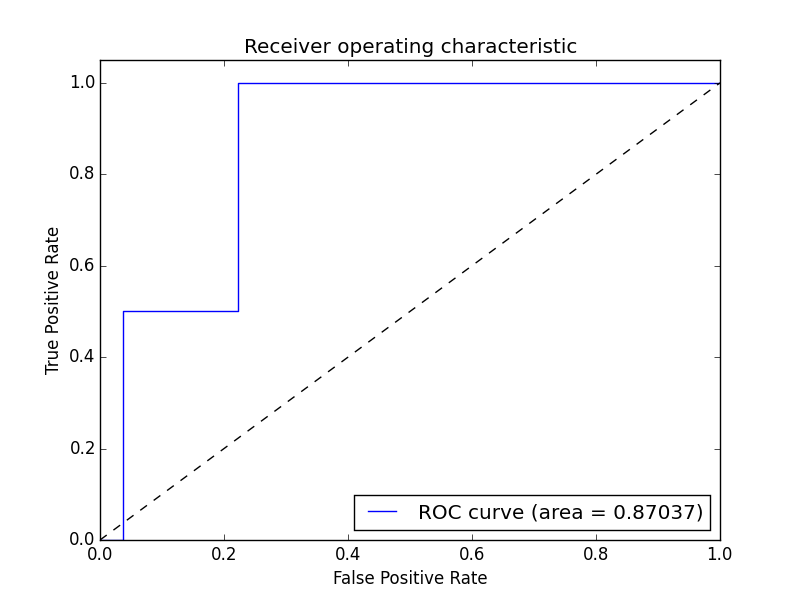 Receiver operating characteristic
1.0
0.8
0.6
0.4
0.2
0.0
True Positive Rate
ROC curve (area = 0.87037)
0.0 0.2 0.4 0.6 0.8 1.0
False Positive Rate